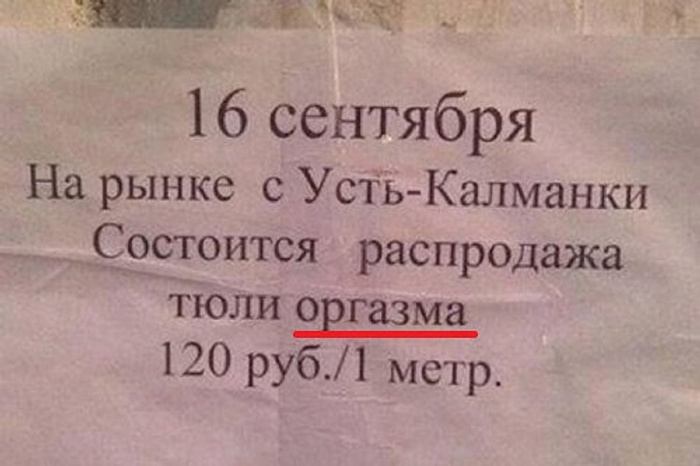 16 сентября
На рынке с Усть-Калманки
Состоится распродажа
тюли оргазма
120 руб./1 метр.